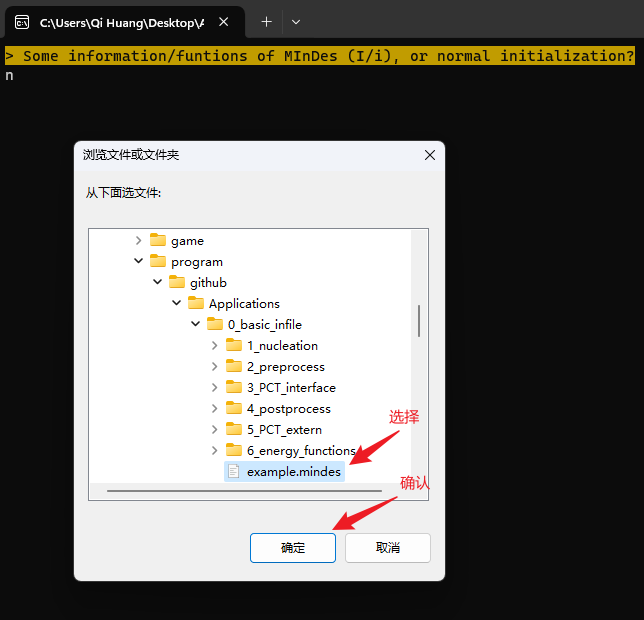 C:\Users\Qi Huang\Desktop\A
> Some information/funtions of MInDes (I/i), or normal initialization?
n
浏览文件或文件夹
从下面选文件:
game
program
github
Applications
0_basic_infile
1_nucleation
2_preprocess
3_PCT_interface
4_postprocess
选择
5_PCT_extern
6_energy_functions
example.mindes
确认
确定
取消